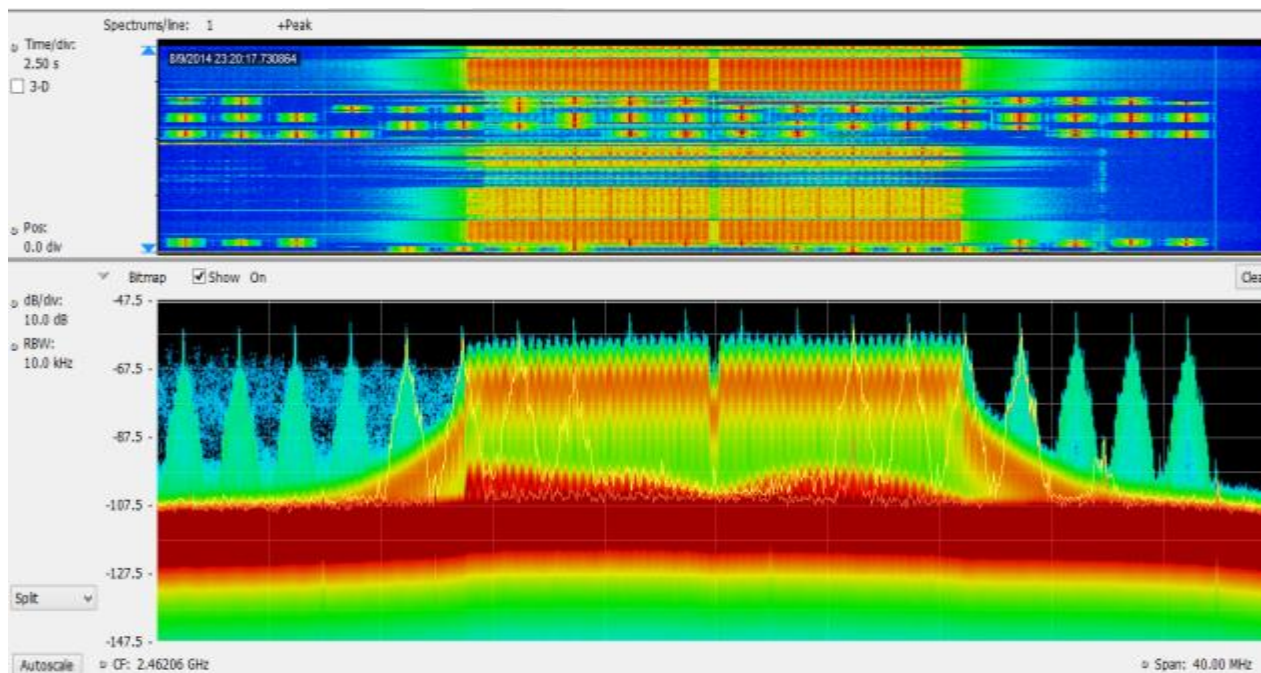 Spectrums/line: 1 +Peak
Time/div:
2.50 s
3-D
8/9/2014 23:20:17.730864
Pos:
0.0 div
Bitmap Show On
Clea
dB/div:
10.0 dB
RBW:
10.0 kHz
-47.5
-67.5
-87.5
-107.5
-127.5
-147.5
Split
Autoscale CF: 2.46206 GHz Span: 40.00 MHz